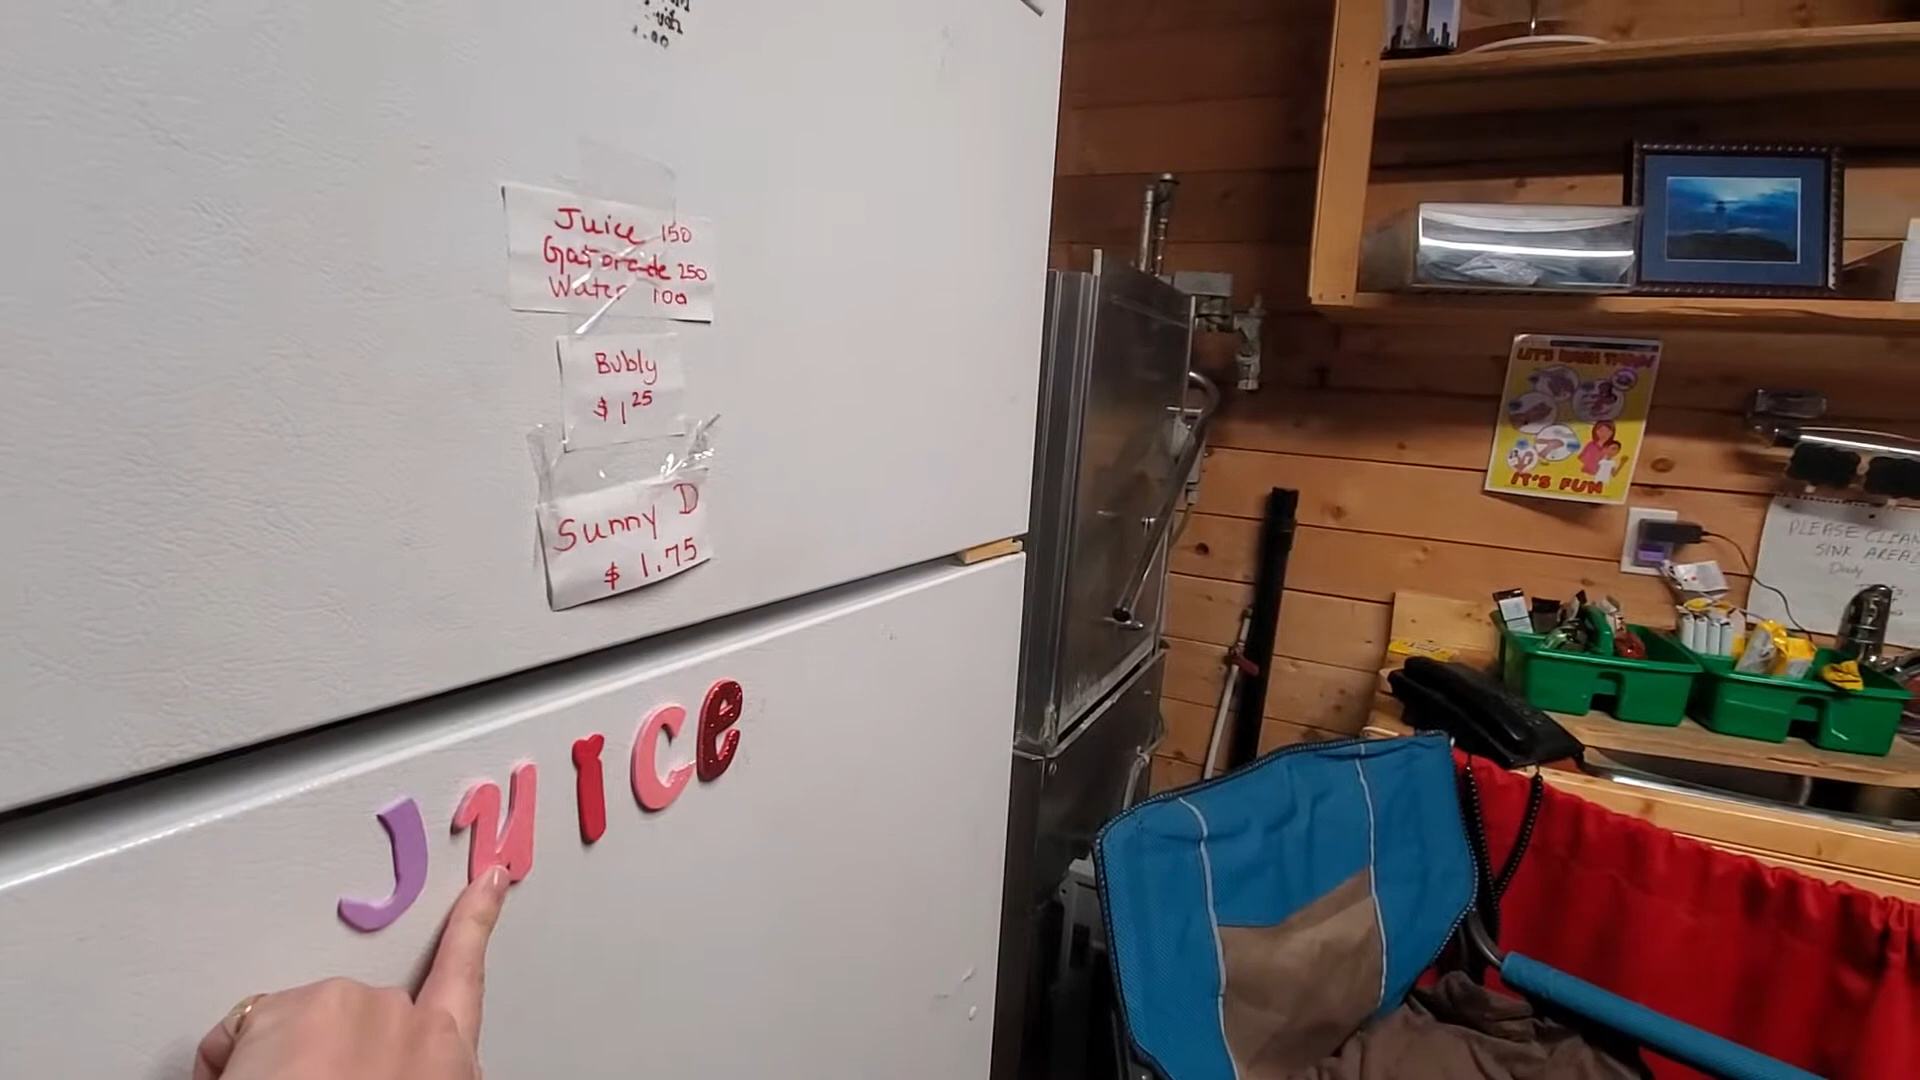 Juice 150
Gatorade 250
Water 100
Bubly
$ 1 25
Sunny D
$ 1.75
juice
IT'S FUN
PLEASE CLEAN
SINK AREA